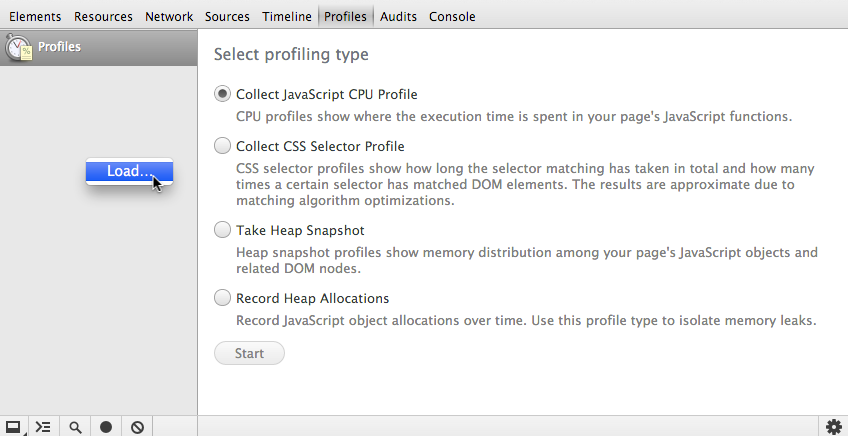 Elements Resources Network Sources Timeline Profiles Audits Console
Profiles
Load...
Select profiling type
Collect JavaScript CPU Profile
CPU profiles show where the execution time is spent in your page's JavaScript functions.
Collect CSS Selector Profile
CSS selector profiles show how long the selector matching has taken in total and how many
times a certain selector has matched DOM elements. The results are approximate due to
matching algorithm optimizations.
Take Heap Snapshot
Heap snapshot profiles show memory distribution among your page's JavaScript objects and
related DOM nodes.
Record Heap Allocations
Record JavaScript object allocations over time. Use this profile type to isolate memory leaks.
Start